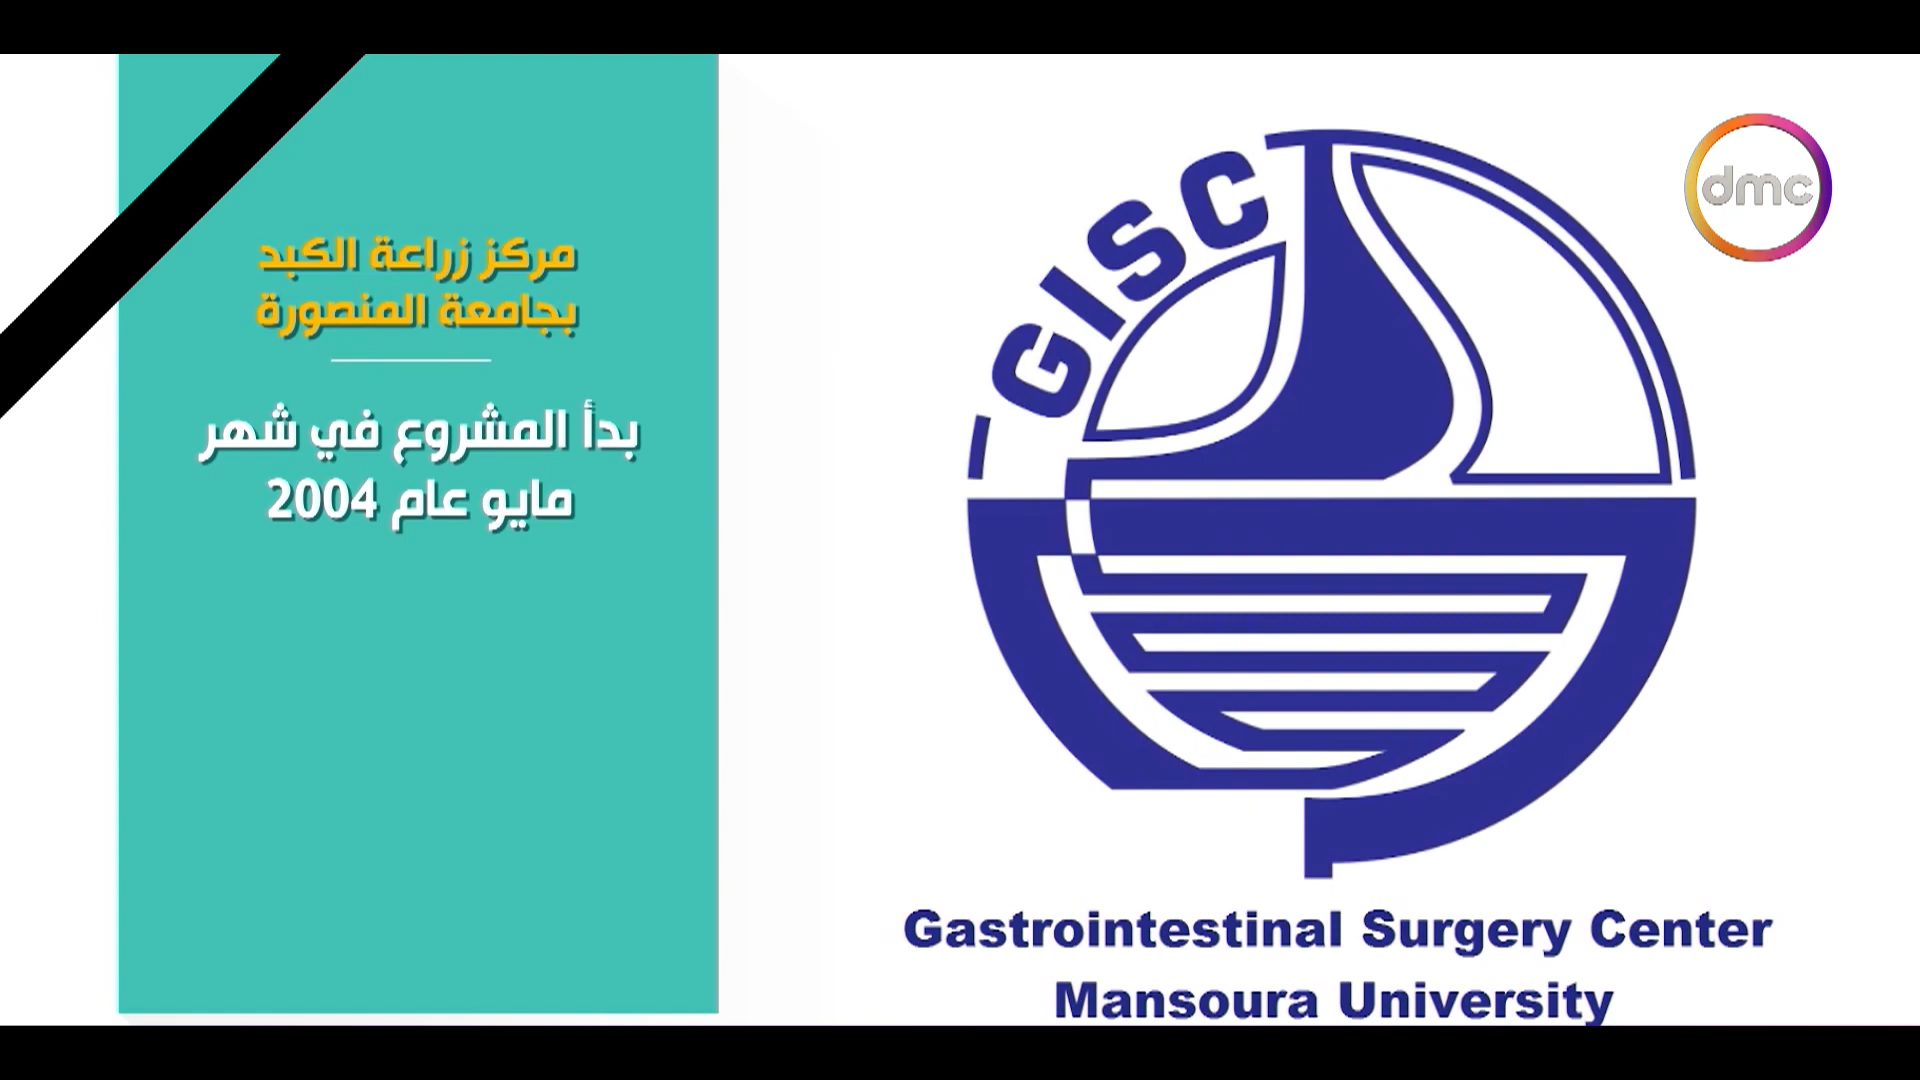 مركز زراعة الكبد
بجامعة المنصورة
بدأ المشروع في شهر
مايو عام 2004
dmc
GISC
Gastrointestinal Surgery Center
Mansoura University